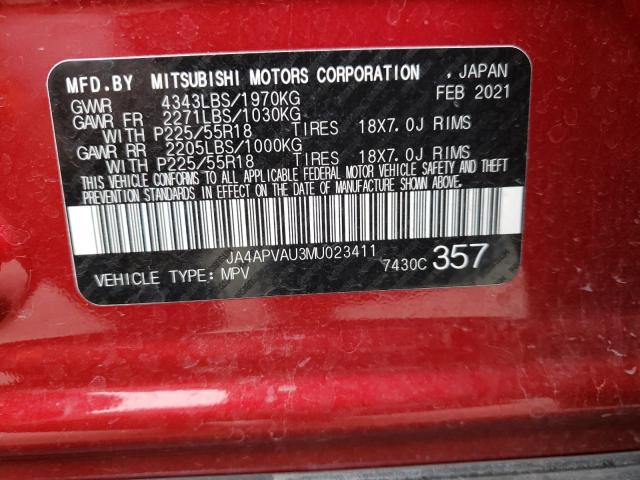 MFD.BY MITSUBISHI MOTORS CORPORATION . JAPAN
GVWR 4343LBS/1970KG FEB 2021
GAWR FR 2271LBS/1030KG
WITH P225/55R18 TIRES 18X7.0J RIMS
GAWR RR 2205LBS/1000KG
WITH P225/55R18 TIRES 18X7.0J RIMS
THIS VEHICLE CONFORMS TO ALL APPLICABLE FEDERAL MOTOR VEHICLE SAFETY AND THEFT
PREVENTION STANDARDS IN EFFECT ON THE DATE OF MANUFACTURE SHOWN ABOVE.
JA4APVAU3MU023411
VEHICLE TYPE: MPV 7430C 357